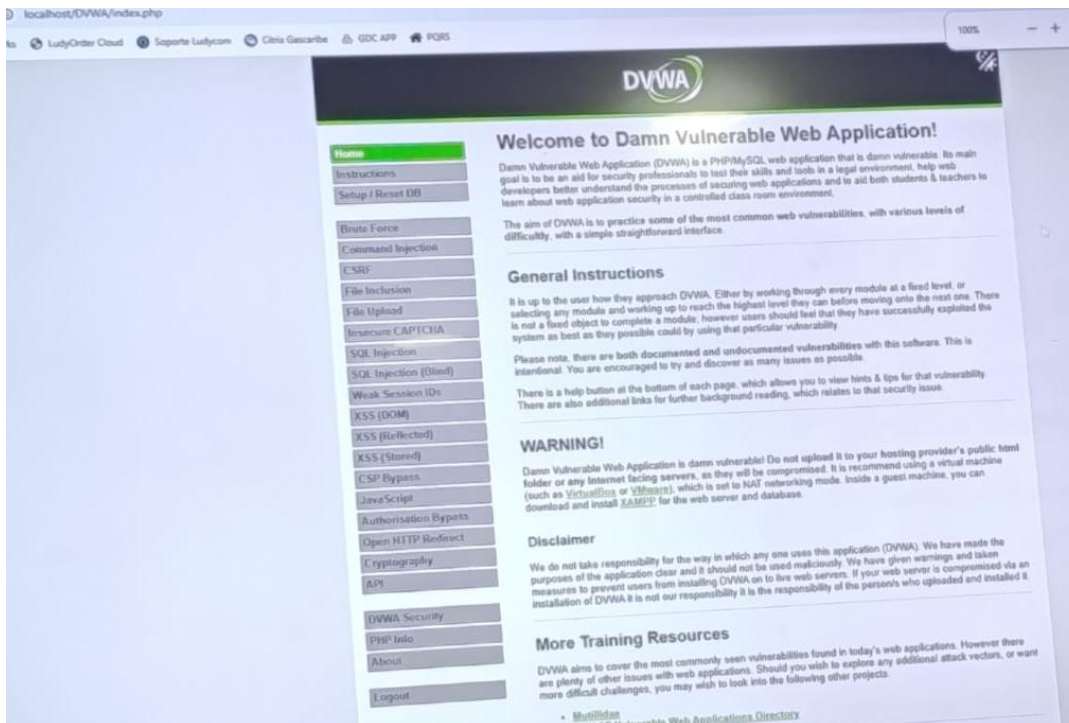 localhost/DVWA/index.php
LudyOrder Cloud Soporte Ludycom Citrix Gascaribe GDC APP PQRS
100% — +
DVWA
Home
Instructions
Setup / Reset DB
Brute Force
Command Injection
CSRF
File Inclusion
File Upload
Insecure CAPTCHA
SQL Injection
SQL Injection (Blind)
Weak Session IDs
XSS (DOM)
XSS (Reflected)
XSS (Stored)
CSP Bypass
JavaScript
Authorisation Bypass
Open HTTP Redirect
Cryptography
API
DVWA Security
PHP Info
About
Logout
Welcome to Damn Vulnerable Web Application!
Damn Vulnerable Web Application (DVWA) is a PHP/MySQL web application that is damn vulnerable. Its main
goal is to be an aid for security professionals to test their skills and tools in a legal environment, help web
developers better understand the processes of securing web applications and to aid both students & teachers to
learn about web application security in a controlled class room environment.
The aim of DVWA is to practice some of the most common web vulnerabilities, with various levels of
difficultly, with a simple straightforward interface.
General Instructions
It is up to the user how they approach DVWA. Either by working through every module at a fixed level, or
selecting any module and working up to reach the highest level they can before moving onto the next one. There
is not a fixed object to complete a module; however users should feel that they have successfully exploited the
system as best as they possible could by using that particular vulnerability.
Please note, there are both documented and undocumented vulnerabilities with this software. This is
intentional. You are encouraged to try and discover as many issues as possible.
There is a help button at the bottom of each page, which allows you to view hints & tips for that vulnerability.
There are also additional links for further background reading, which relates to that security issue.
WARNING!
Damn Vulnerable Web Application is damn vulnerable! Do not upload it to your hosting provider's public html
folder or any Internet facing servers, as they will be compromised. It is recommend using a virtual machine
(such as VirtualBox or VMware), which is set to NAT networking mode. Inside a guest machine, you can
download and install XAMPP for the web server and database.
Disclaimer
We do not take responsibility for the way in which any one uses this application (DVWA). We have made the
purposes of the application clear and it should not be used maliciously. We have given warnings and taken
measures to prevent users from installing DVWA on to live web servers. If your web server is compromised via an
installation of DVWA it is not our responsibility it is the responsibility of the person/s who uploaded and installed it.
More Training Resources
DVWA aims to cover the most commonly seen vulnerabilities found in today's web applications. However there
are plenty of other issues with web applications. Should you wish to explore any additional attack vectors, or want
more difficult challenges, you may wish to look into the following other projects:
Mutillidae
Vulnerable Web Applications Directory